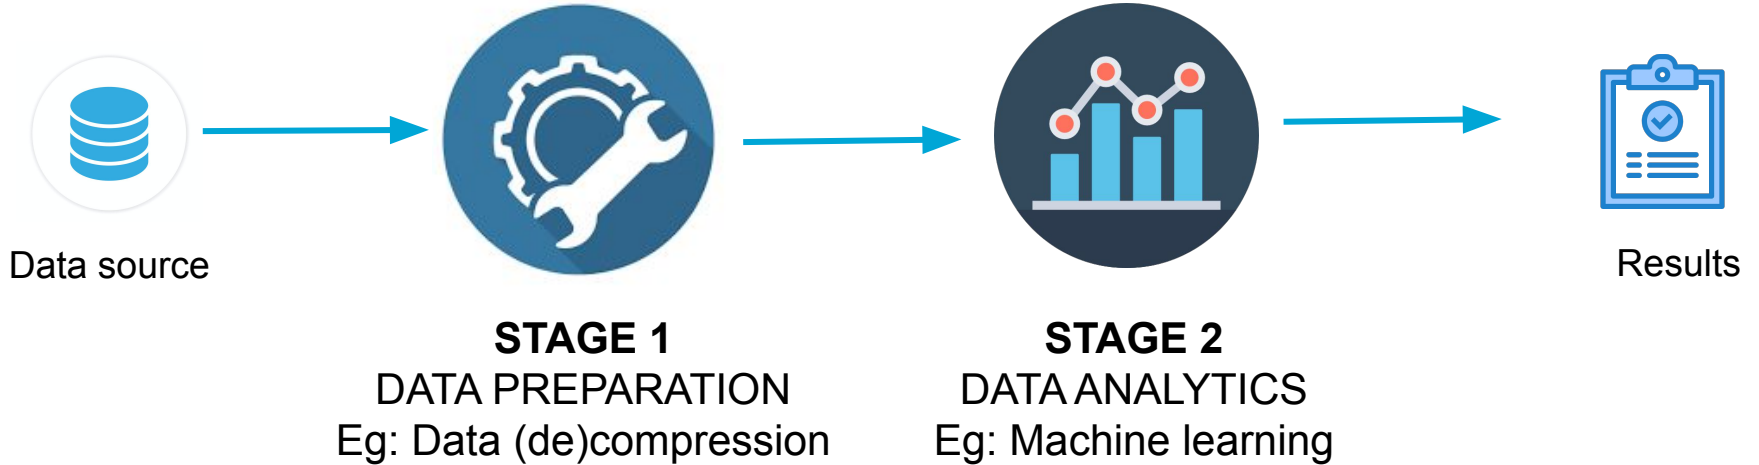 Data source
Results
STAGE 1
DATA PREPARATION
Eg: Data (de)compression
STAGE 2
DATA ANALYTICS
Eg: Machine learning